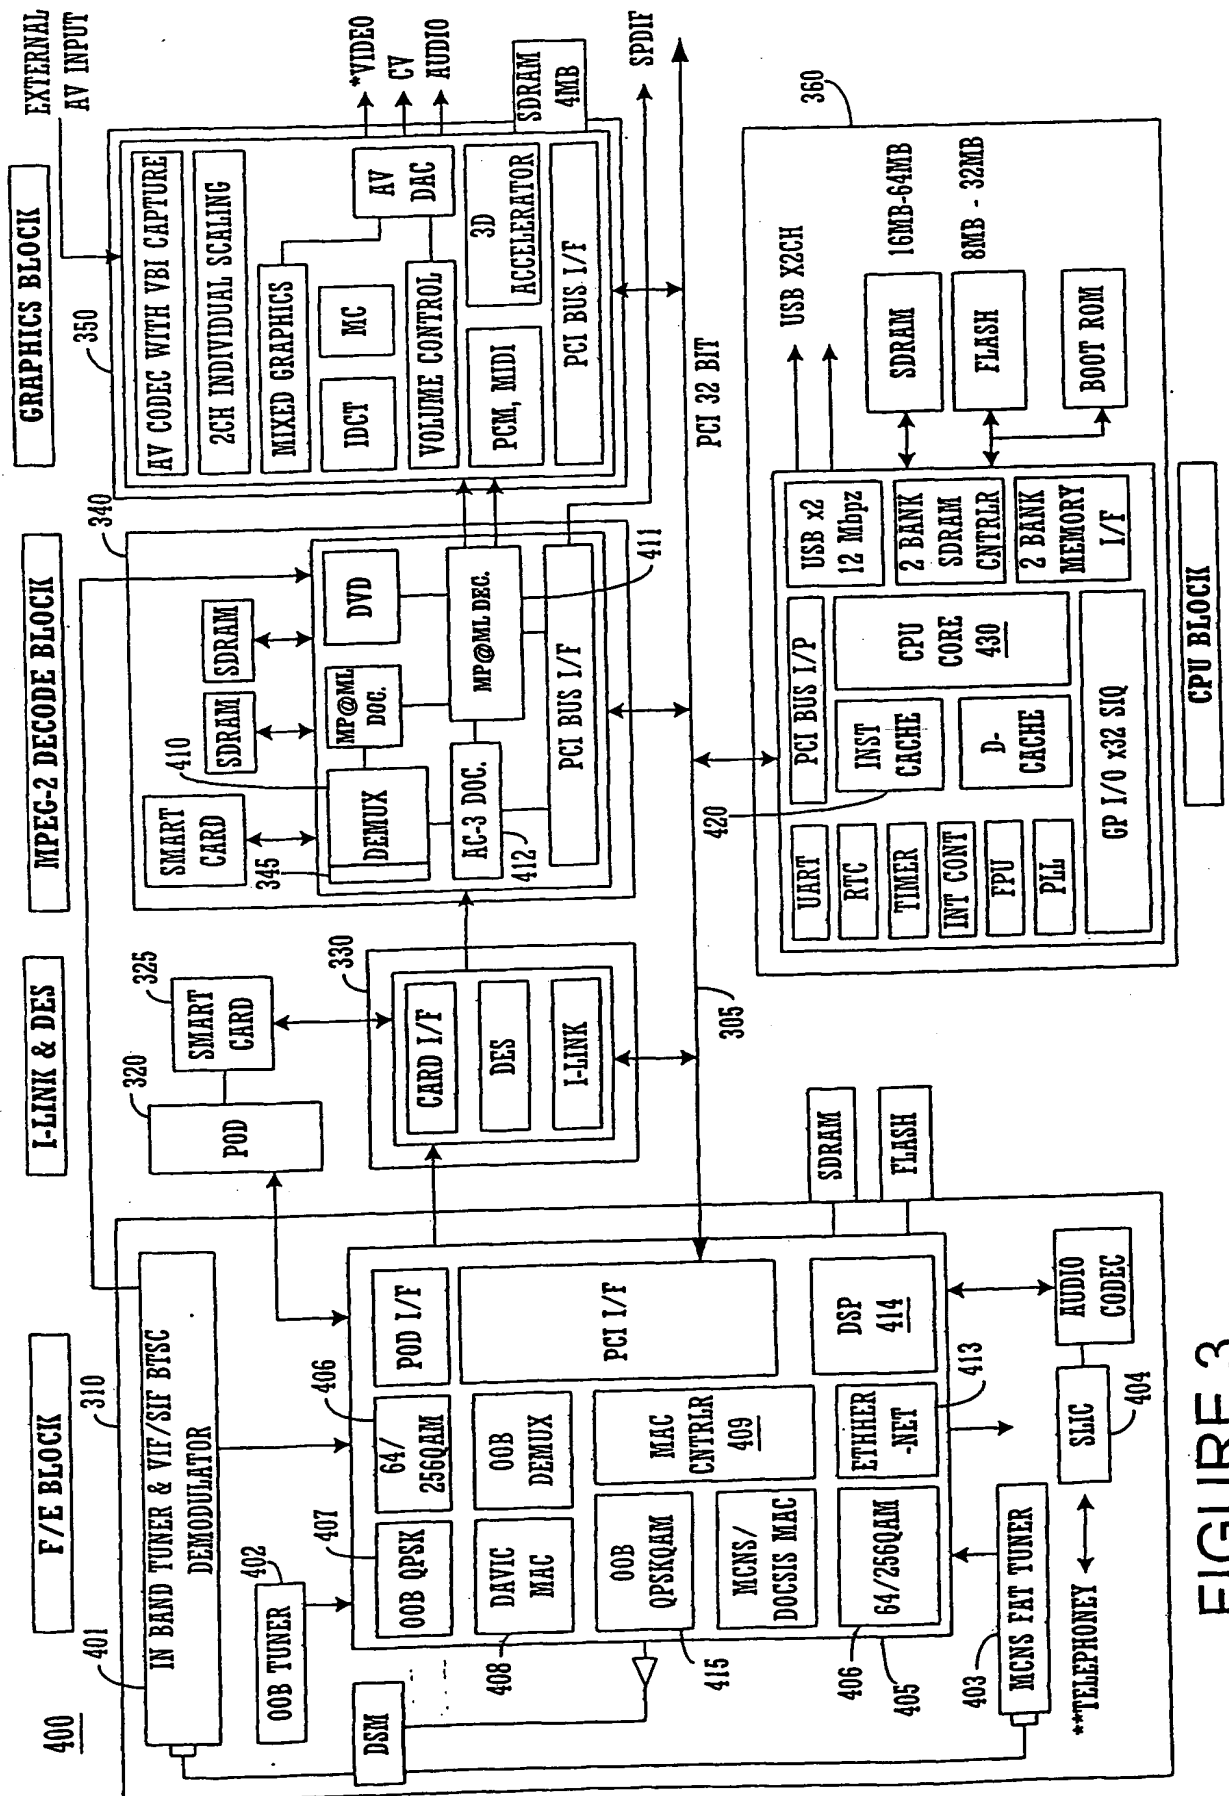 400
F/E BLOCK
I-LINK & DES
MPEG-2 DECODE BLOCK
GRAPHICS BLOCK
EXTERNAL
AV INPUT
310
401
IN BAND TUNER & VIF/SIF BTSC
DEMODULATOR
402
OOB TUNER
DSM
407
OOB QPSK
406
64/
256QAM
POD I/F
408
DAVIC
MAC
OOB
DEMUX
PCI I/F
415
OOB
QPSKQAM
MAC
CNTRLR
409
MCNS/
DOCSIS MAC
406
405
64/256QAM
ETHHER
-NET
413
DSP
414
SDRAM
FLASH
403
MCNS FAT TUNER
**TELEPHONEY
SLIC
404
AUDIO
CODEC
320
POD
325
SMART
CARD
330
CARD I/F
DES
I-LINK
305
340
SMART
CARD
SDRAM
SDRAM
345
410
DEMUX
MP@ML
DOC.
DVD
412
AC-3 DOC.
MP@ML DEC.
411
PCI BUS I/F
350
AV CODEC WITH VBI CAPTURE
2CH INDIVIDUAL SCALING
MIXED GRAPHICS
IDCT
MC
VOLUME CONTROL
AV
DAC
PCM, MIDI
3D
ACCELERATOR
PCI BUS I/F
*VIDEO
CV
AUDIO
SDRAM
4MB
SPDIF
PCI 32 BIT
360
UART
RTC
TIMER
INT CONT
FPU
PLL
PCI BUS I/P
420
INST
CACHE
D-
CACHE
CPU
CORE
430
GP I/O x32 SIQ
USB x2
12 Mbpz
2 BANK
SDRAM
CNTRLR
2 BANK
MEMORY
I/F
USB X2CH
SDRAM
16MB-64MB
FLASH
8MB - 32MB
BOOT ROM
CPU BLOCK
FIGURE 3